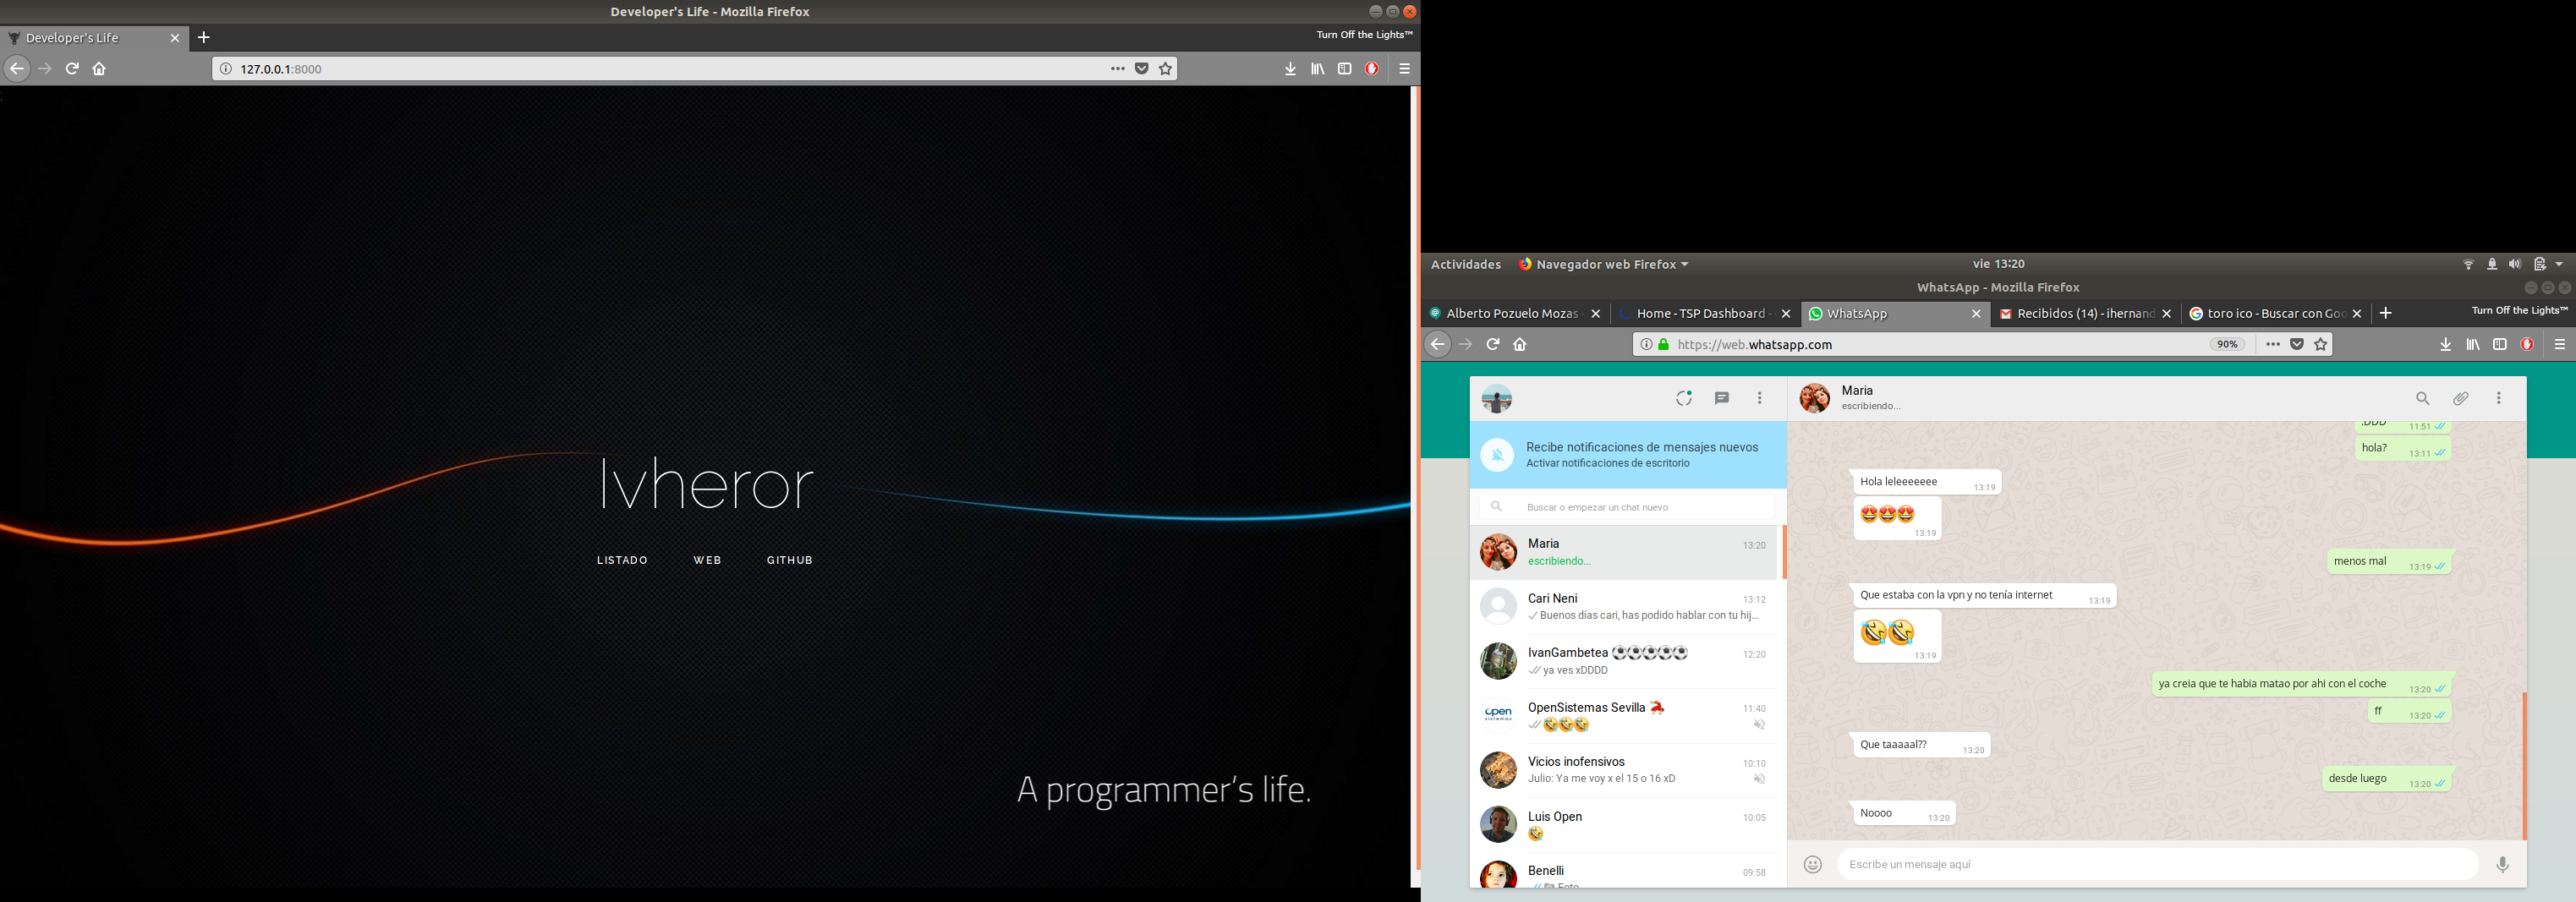 Developer's Life - Mozilla Firefox
Developer's Life
Turn Off the Lights™
127.0.0.1:8000
Ivheror
LISTADO WEB GITHUB
A programmer's life.
Actividades Navegador web Firefox vie 13:20
WhatsApp - Mozilla Firefox
Alberto Pozuelo Mozas - Home - TSP Dashboard - WhatsApp Recibidos (14) - ihernand toro ico - Buscar con Goo Turn Off the Lights™
https://web.whatsapp.com 90%
Recibe notificaciones de mensajes nuevos
Activar notificaciones de escritorio
Buscar o empezar un chat nuevo
Maria 13:20
escribiendo...
Cari Neni 13:12
Buenos días cari, has podido hablar con tu hij...
IvanGambetea ⚽⚽⚽⚽⚽ 12:20
ya ves xDDDD
OpenSistemas Sevilla 💃 11:40
🤣🤣🤣
open
sistemas
Vicios inofensivos 10:10
Julio: Ya me voy x el 15 o 16 xD
Luis Open 10:05
🤣
Benelli 09:58
Foto
Maria
escribiendo...
:DDD 11:51
hola? 13:11
Hola leleeeeeee 13:19
😍😍😍 13:19
menos mal 13:19
Que estaba con la vpn y no tenía internet 13:19
🤣🤣 13:19
ya creia que te habia matao por ahi con el coche 13:20
ff 13:20
Que taaaaal?? 13:20
desde luego 13:20
Noooo 13:20
Escribe un mensaje aquí